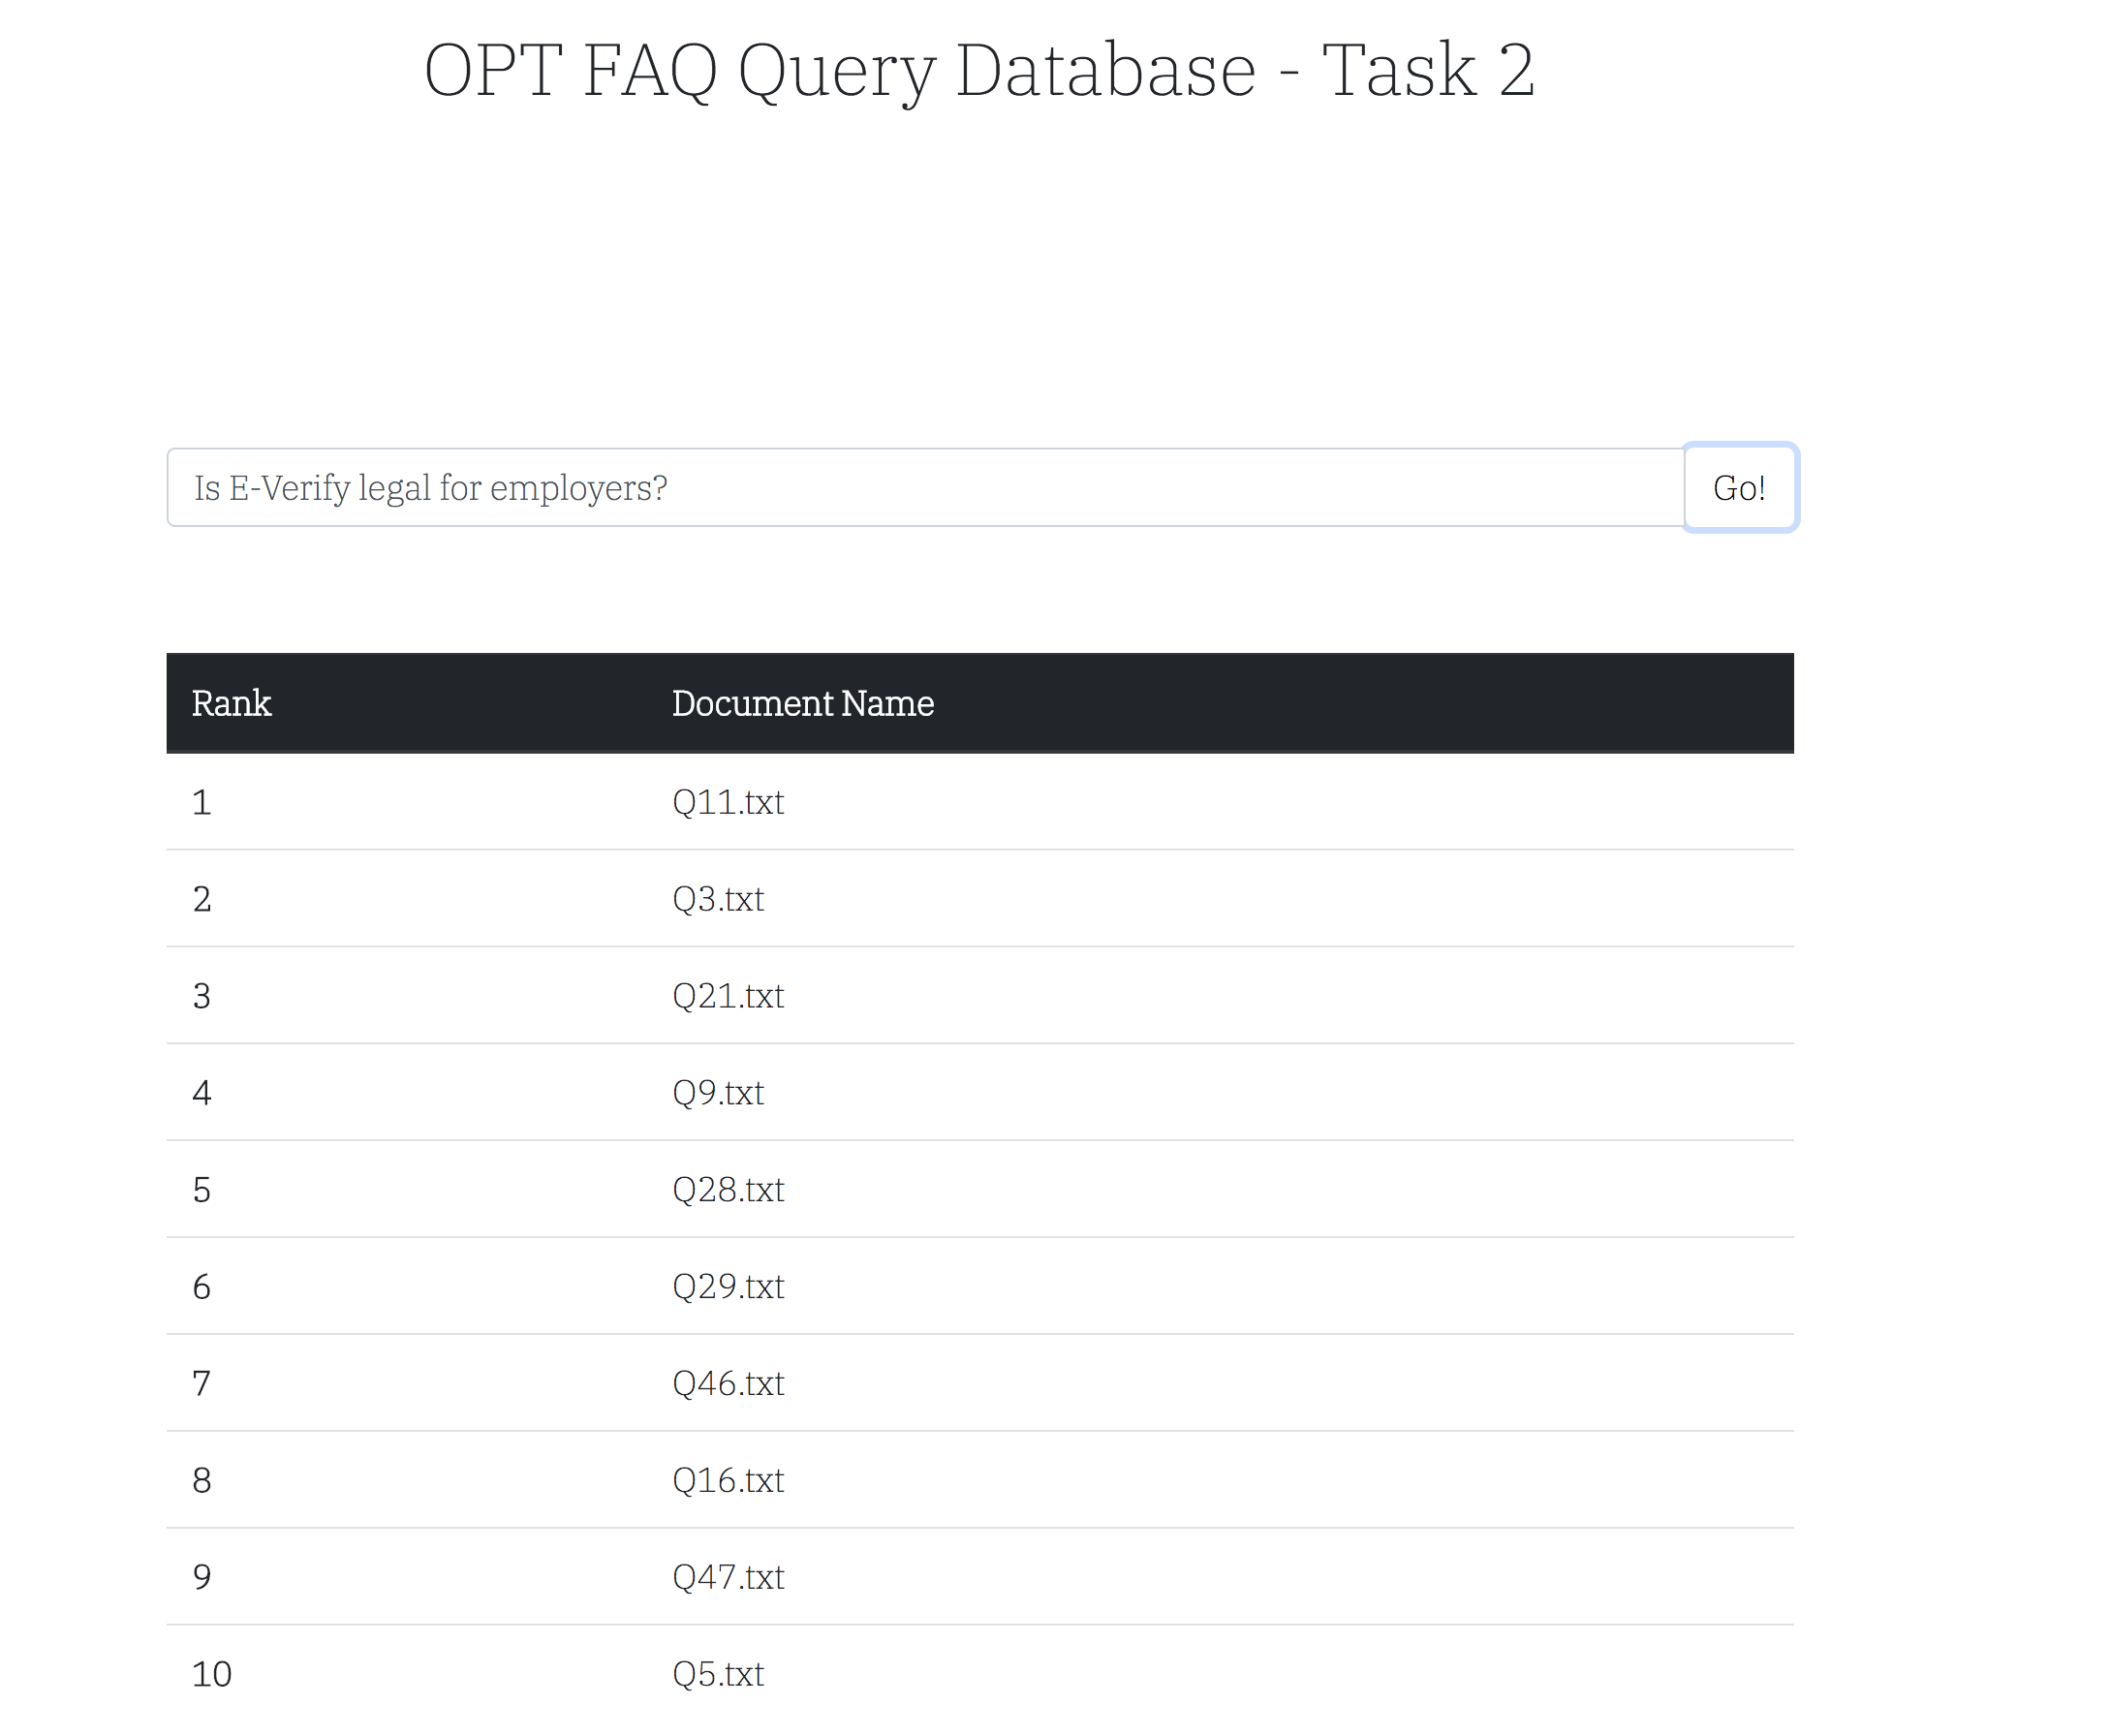 OPT FAQ Query Database - Task 2
Is E-Verify legal for employers? Go!
Rank Document Name
1 Q11.txt
2 Q3.txt
3 Q21.txt
4 Q9.txt
5 Q28.txt
6 Q29.txt
7 Q46.txt
8 Q16.txt
9 Q47.txt
10 Q5.txt